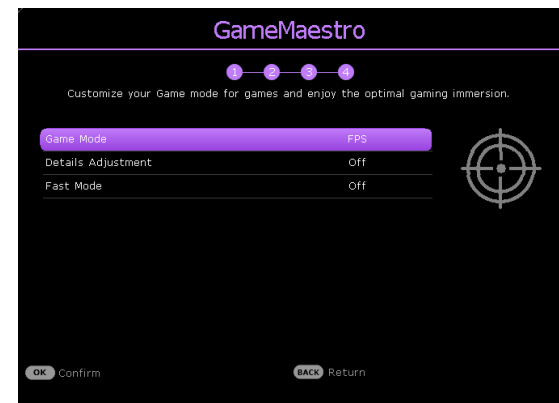 GameMaestro
1 2 3 4
Customize your Game mode for games and enjoy the optimal gaming immersion.
Game Mode FPS
Details Adjustment Off
Fast Mode Off
OK Confirm BACK Return